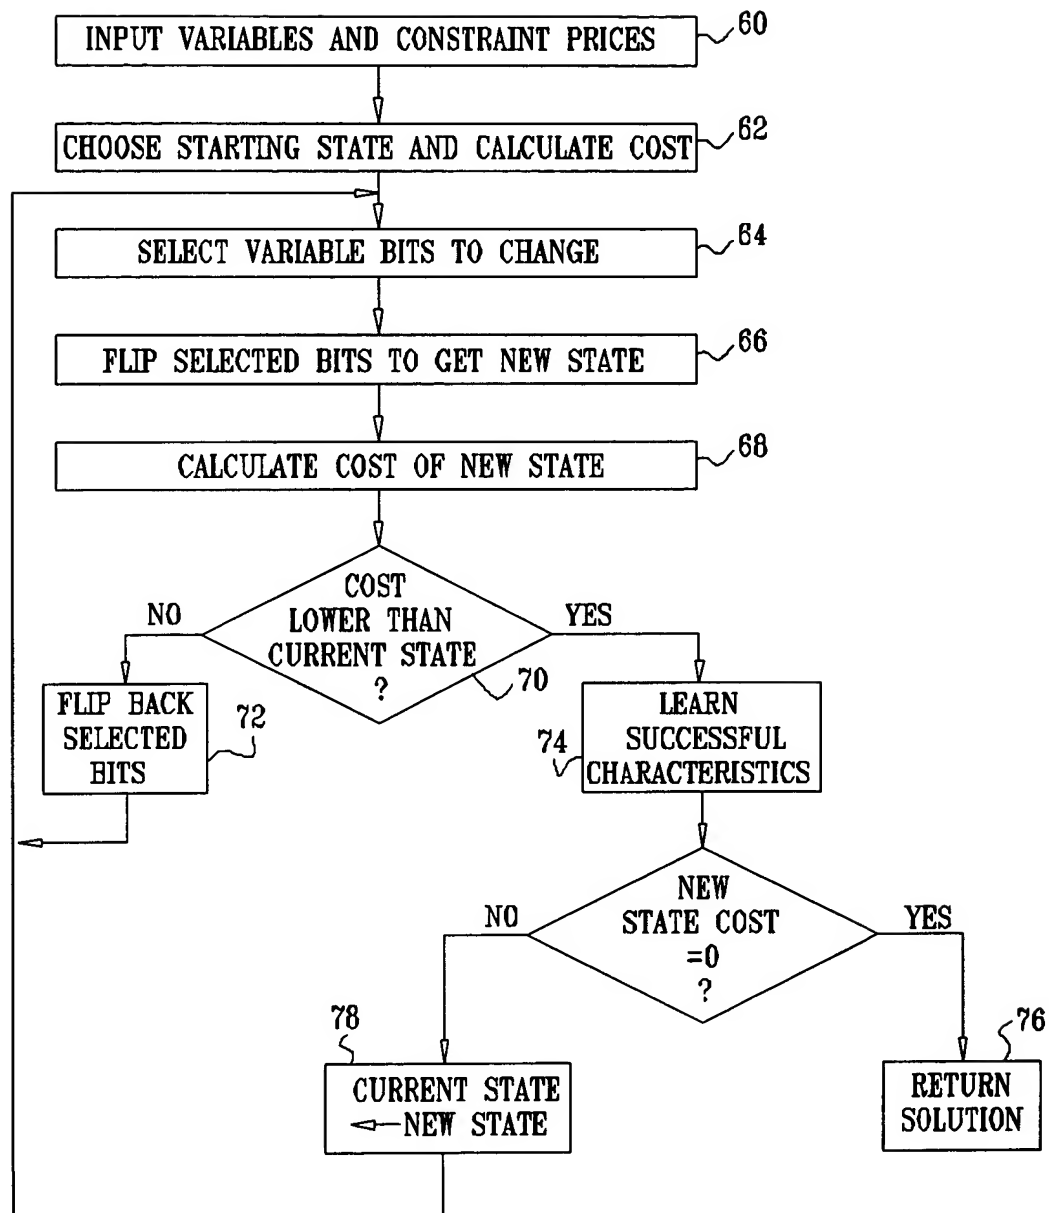 INPUT VARIABLES AND CONSTRAINT PRICES
60
CHOOSE STARTING STATE AND CALCULATE COST
62
SELECT VARIABLE BITS TO CHANGE
64
FLIP SELECTED BITS TO GET NEW STATE
66
CALCULATE COST OF NEW STATE
68
COST
LOWER THAN
CURRENT STATE
?
NO
YES
70
FLIP BACK
SELECTED
BITS
72
LEARN
SUCCESSFUL
CHARACTERISTICS
74
NEW
STATE COST
=0
?
NO
YES
78
CURRENT STATE
←NEW STATE
76
RETURN
SOLUTION